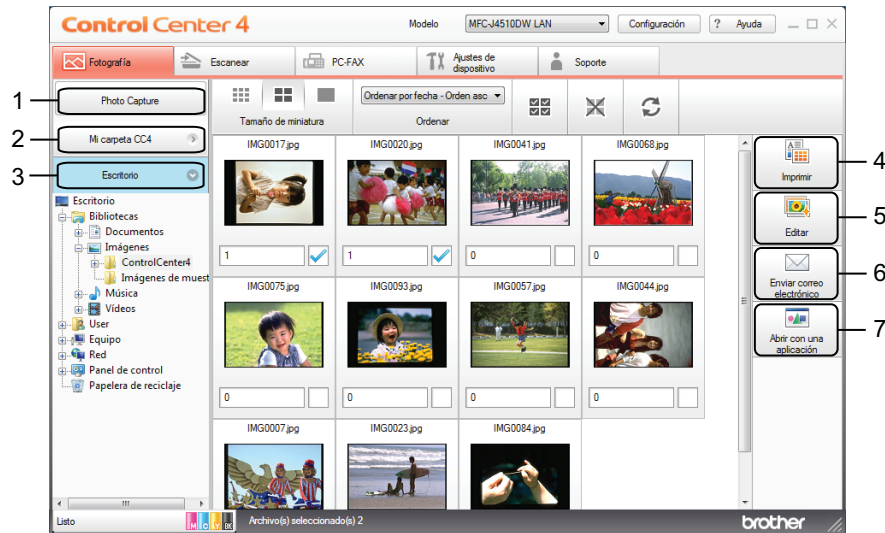 Control Center 4
Modelo
MFC-J4510DW LAN
Configuración
? Ayuda
Fotografía
Escanear
PC-FAX
Ajustes de
dispositivo
Soporte
1
Photo Capture
2
Mi carpeta CC4
3
Escritorio
Tamaño de miniatura
Ordenar por fecha - Orden asc
Ordenar
Escritorio
Bibliotecas
Documentos
Imágenes
ControlCenter4
Imágenes de muest
Música
Vídeos
User
Equipo
Red
Panel de control
Papelera de reciclaje
IMG0017.jpg
IMG0020.jpg
IMG0041.jpg
IMG0068.jpg
1
1
0
0
IMG0075.jpg
IMG0093.jpg
IMG0057.jpg
IMG0044.jpg
0
0
0
0
IMG0007.jpg
IMG0023.jpg
IMG0084.jpg
4
Imprimir
5
Editar
6
Enviar correo
electrónico
7
Abrir con una
aplicación
Listo
M C Y BK
Archivo(s) seleccionado(s) 2
brother